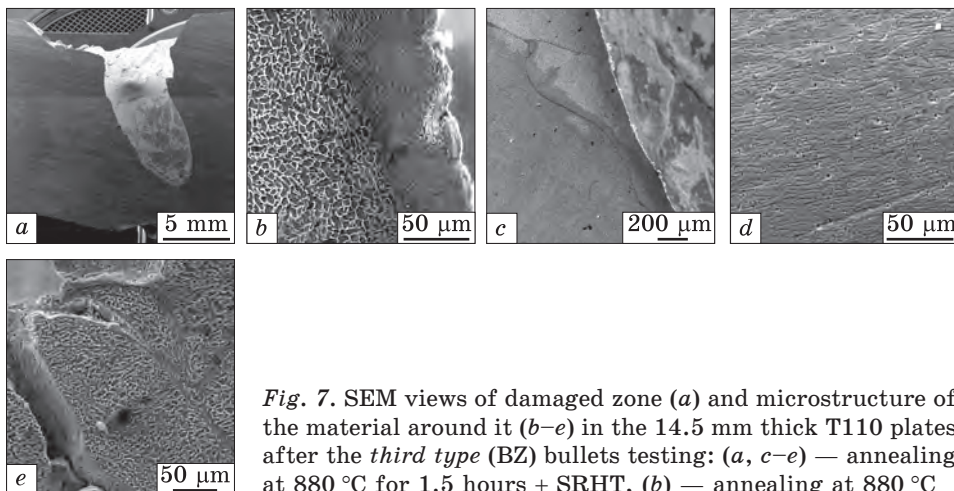 a
5 mm
b
50 μm
c
200 μm
d
50 μm
e
50 μm
Fig. 7. SEM views of damaged zone (a) and microstructure of
the material around it (b–e) in the 14.5 mm thick T110 plates
after the third type (BZ) bullets testing: (a, c–e) — annealing
at 880 °C for 1.5 hours + SRHT, (b) — annealing at 880 °C